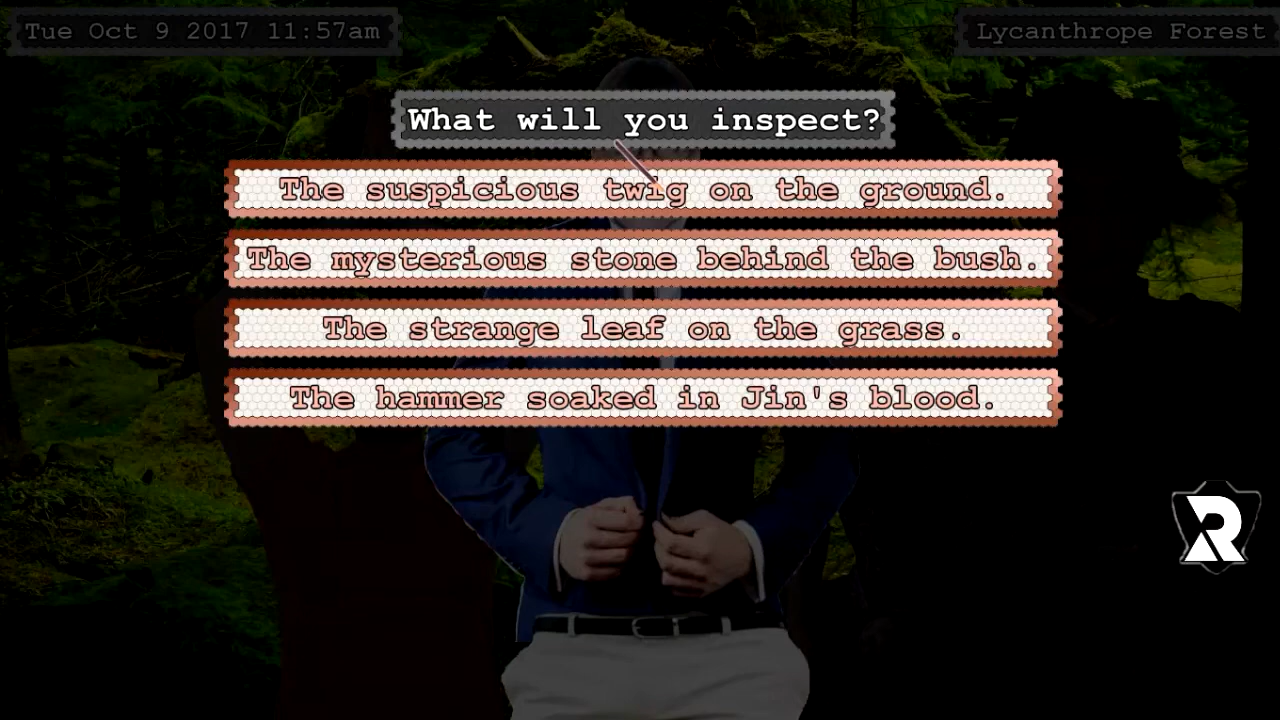 Tue Oct 9 2017 11:57am
Lycanthrope Forest
What will you inspect?
The suspicious twig on the ground.
The mysterious stone behind the bush.
The strange leaf on the grass.
The hammer soaked in Jin's blood.
R